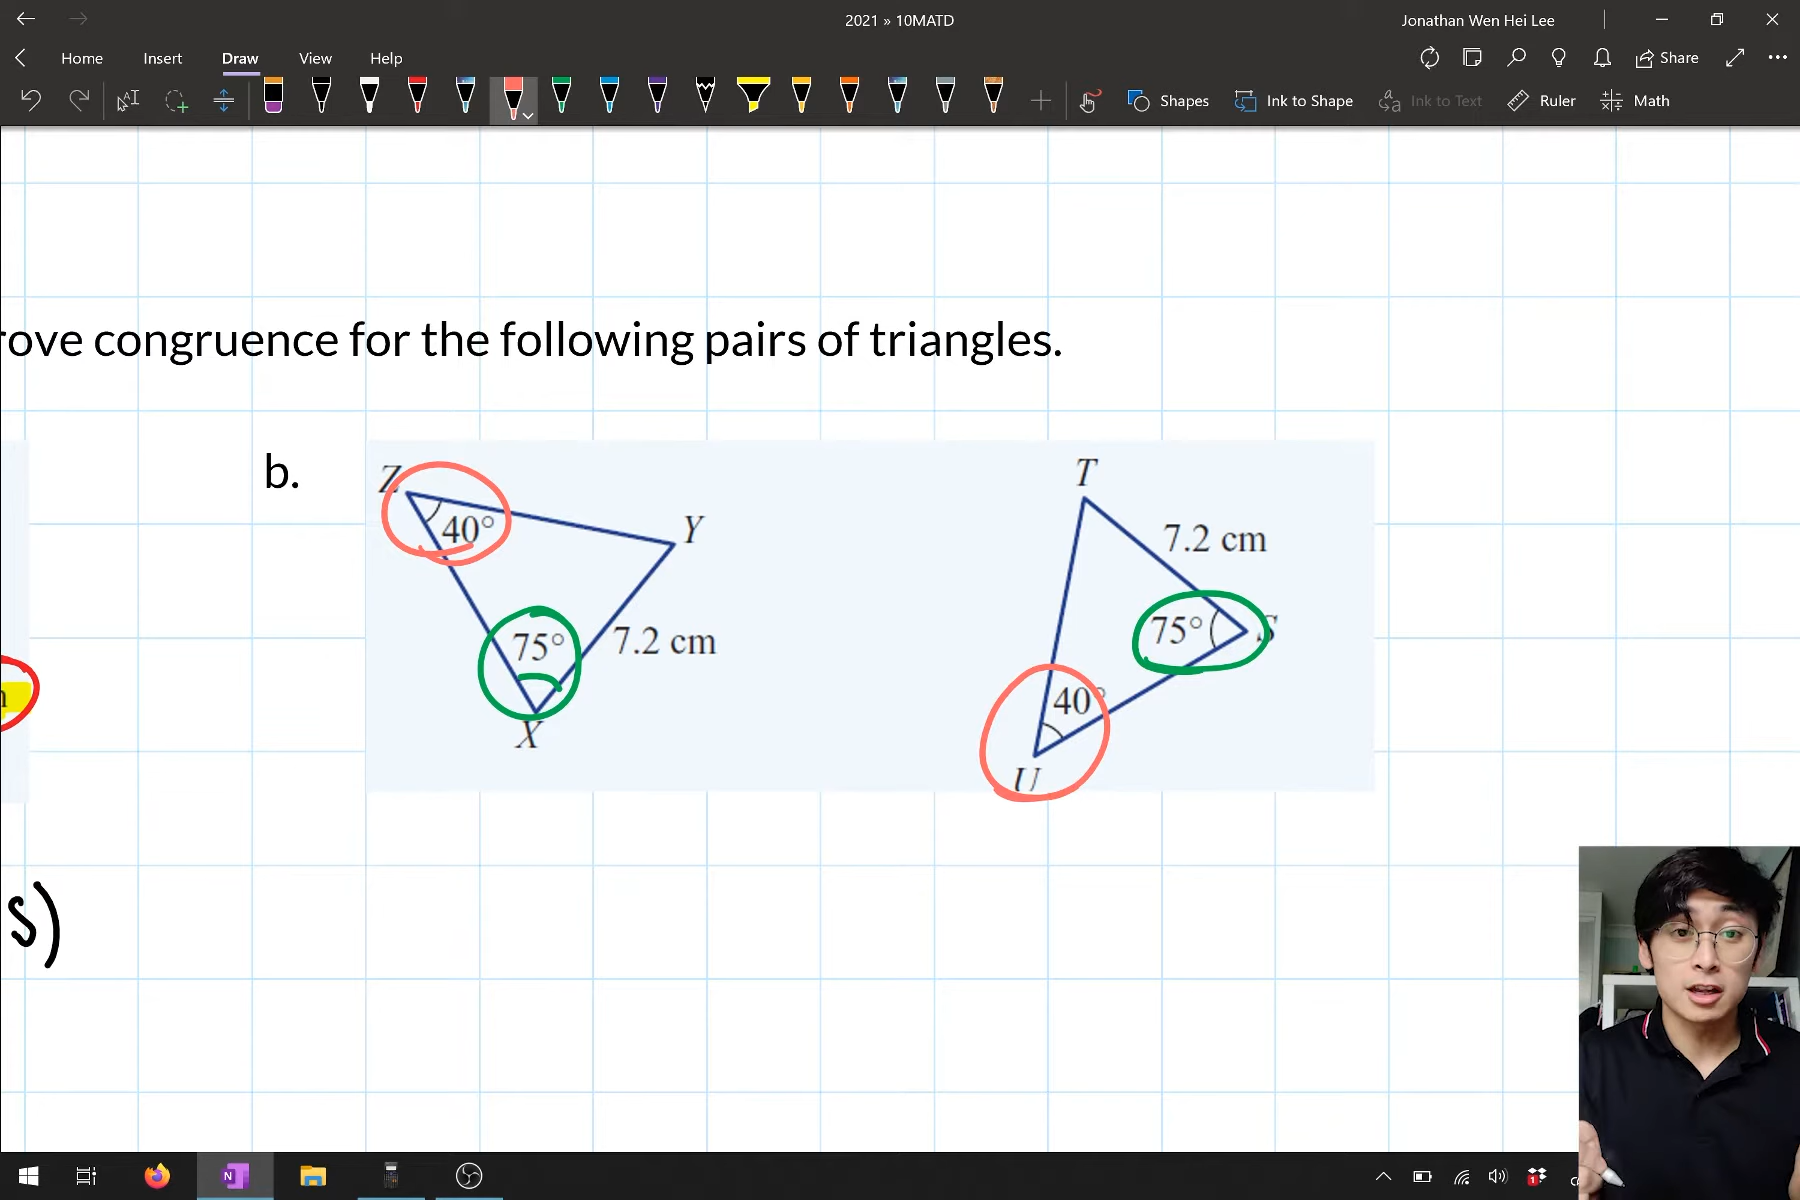 2021 » 10MATD
Jonathan Wen Hei Lee
Home Insert Draw View Help
Share
Shapes Ink to Shape Ink to Text Ruler Math
rove congruence for the following pairs of triangles.
b.
Z
40°
Y
75°
7.2 cm
X
T
7.2 cm
75°
S
40°
U
s)